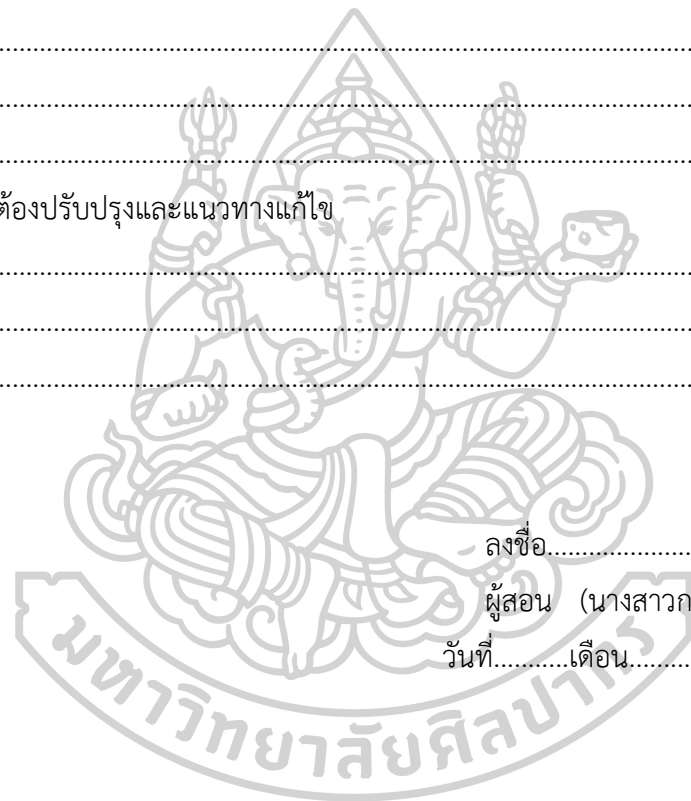 ................................................................................................
................................................................................................
................................................................................................
ต้องปรับปรุงและแนวทางแก้ไข
................................................................................................
................................................................................................
................................................................................................
ลงชื่อ.....................
ผู้สอน (นางสาวก
วันที่..........เดือน.........
มหาวิทยาลัยศิลปากร